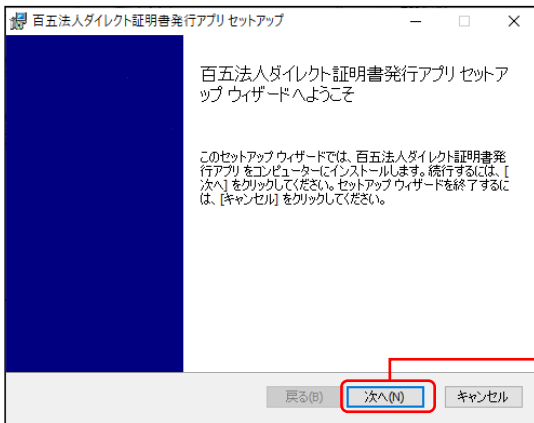 百五法人ダイレクト証明書発行アプリ セットアップ
百五法人ダイレクト証明書発行アプリ セットア
ップ ウィザードへようこそ
このセットアップ ウィザードでは、百五法人ダイレクト証明書発
行アプリ をコンピューターにインストールします。続行するには、[
次へ] をクリックしてください。セットアップ ウィザードを終了するに
は、[キャンセル] をクリックしてください。
戻る(B)
次へ(N)
キャンセル